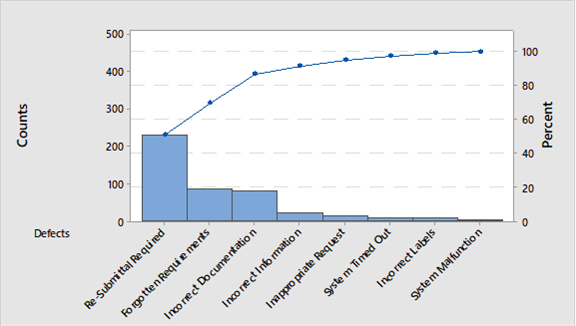 Counts
500
400
300
200
100
0
Percent
100
80
60
40
20
0
Defects
Re-Submittal Required
Forgotten Requirements
Incorrect Documentation
Incorrect Information
Inappropriate Request
System Timed Out
Incorrect Labels
System Malfunction